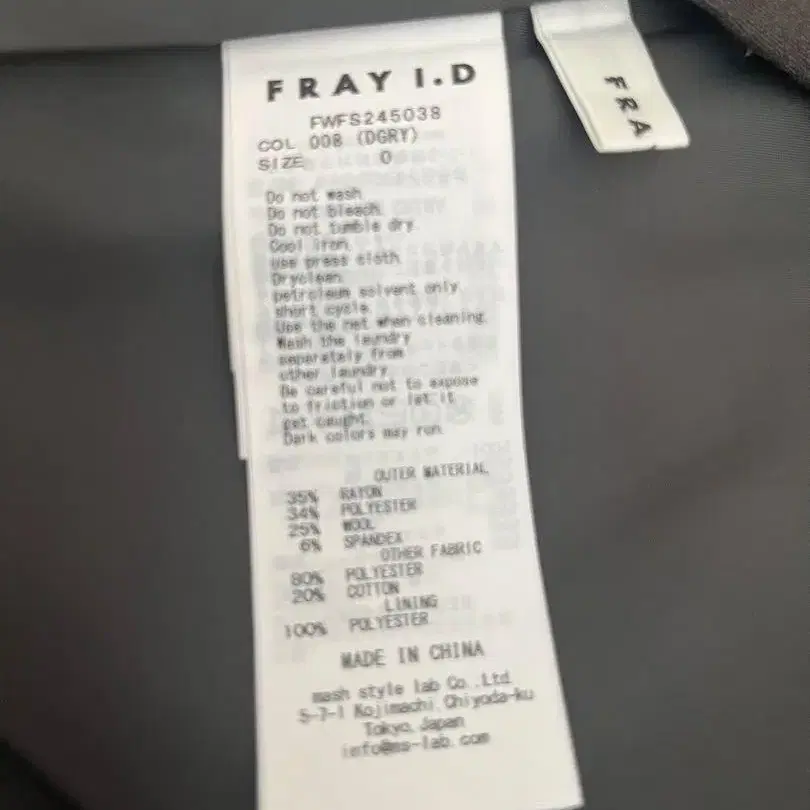 FRAY I.D
FWFS245038
COL 008 (DGRY)
SIZE 0
Do not wash.
Do not bleach.
Do not tumble dry.
Cool iron.
use press cloth.
Dryclean.
petroleum solvent only.
short cycle.
Use the net when cleaning.
Wash the laundry
separately from
other laundry.
Be careful not to expose
to friction or let it
get caught.
Dark colors may run.
OUTER MATERIAL
35% RAYON
34% POLYESTER
25% WOOL
6% SPANDEX
OTHER FABRIC
80% POLYESTER
20% COTTON
LINING
100% POLYESTER
MADE IN CHINA
mash style lab Co.,Ltd.
5-7-1 Kojimachi,Chiyoda-ku
Tokyo,Japan
info@ms-lab.com
FRA